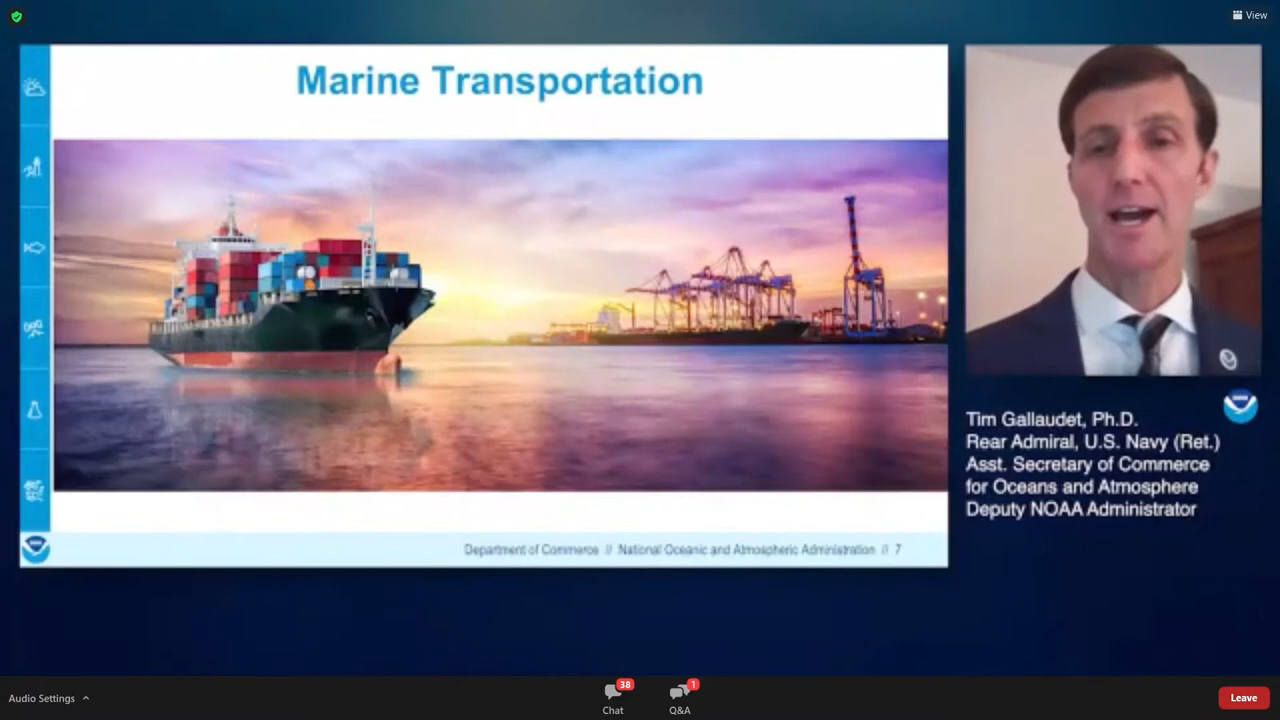 View
Marine Transportation
Tim Gallaudet, Ph.D.
Rear Admiral, U.S. Navy (Ret.)
Asst. Secretary of Commerce
for Oceans and Atmosphere
Deputy NOAA Administrator
Department of Commerce // National Oceanic and Atmospheric Administration // 7
Audio Settings
38
Chat
1
Q&A
Leave